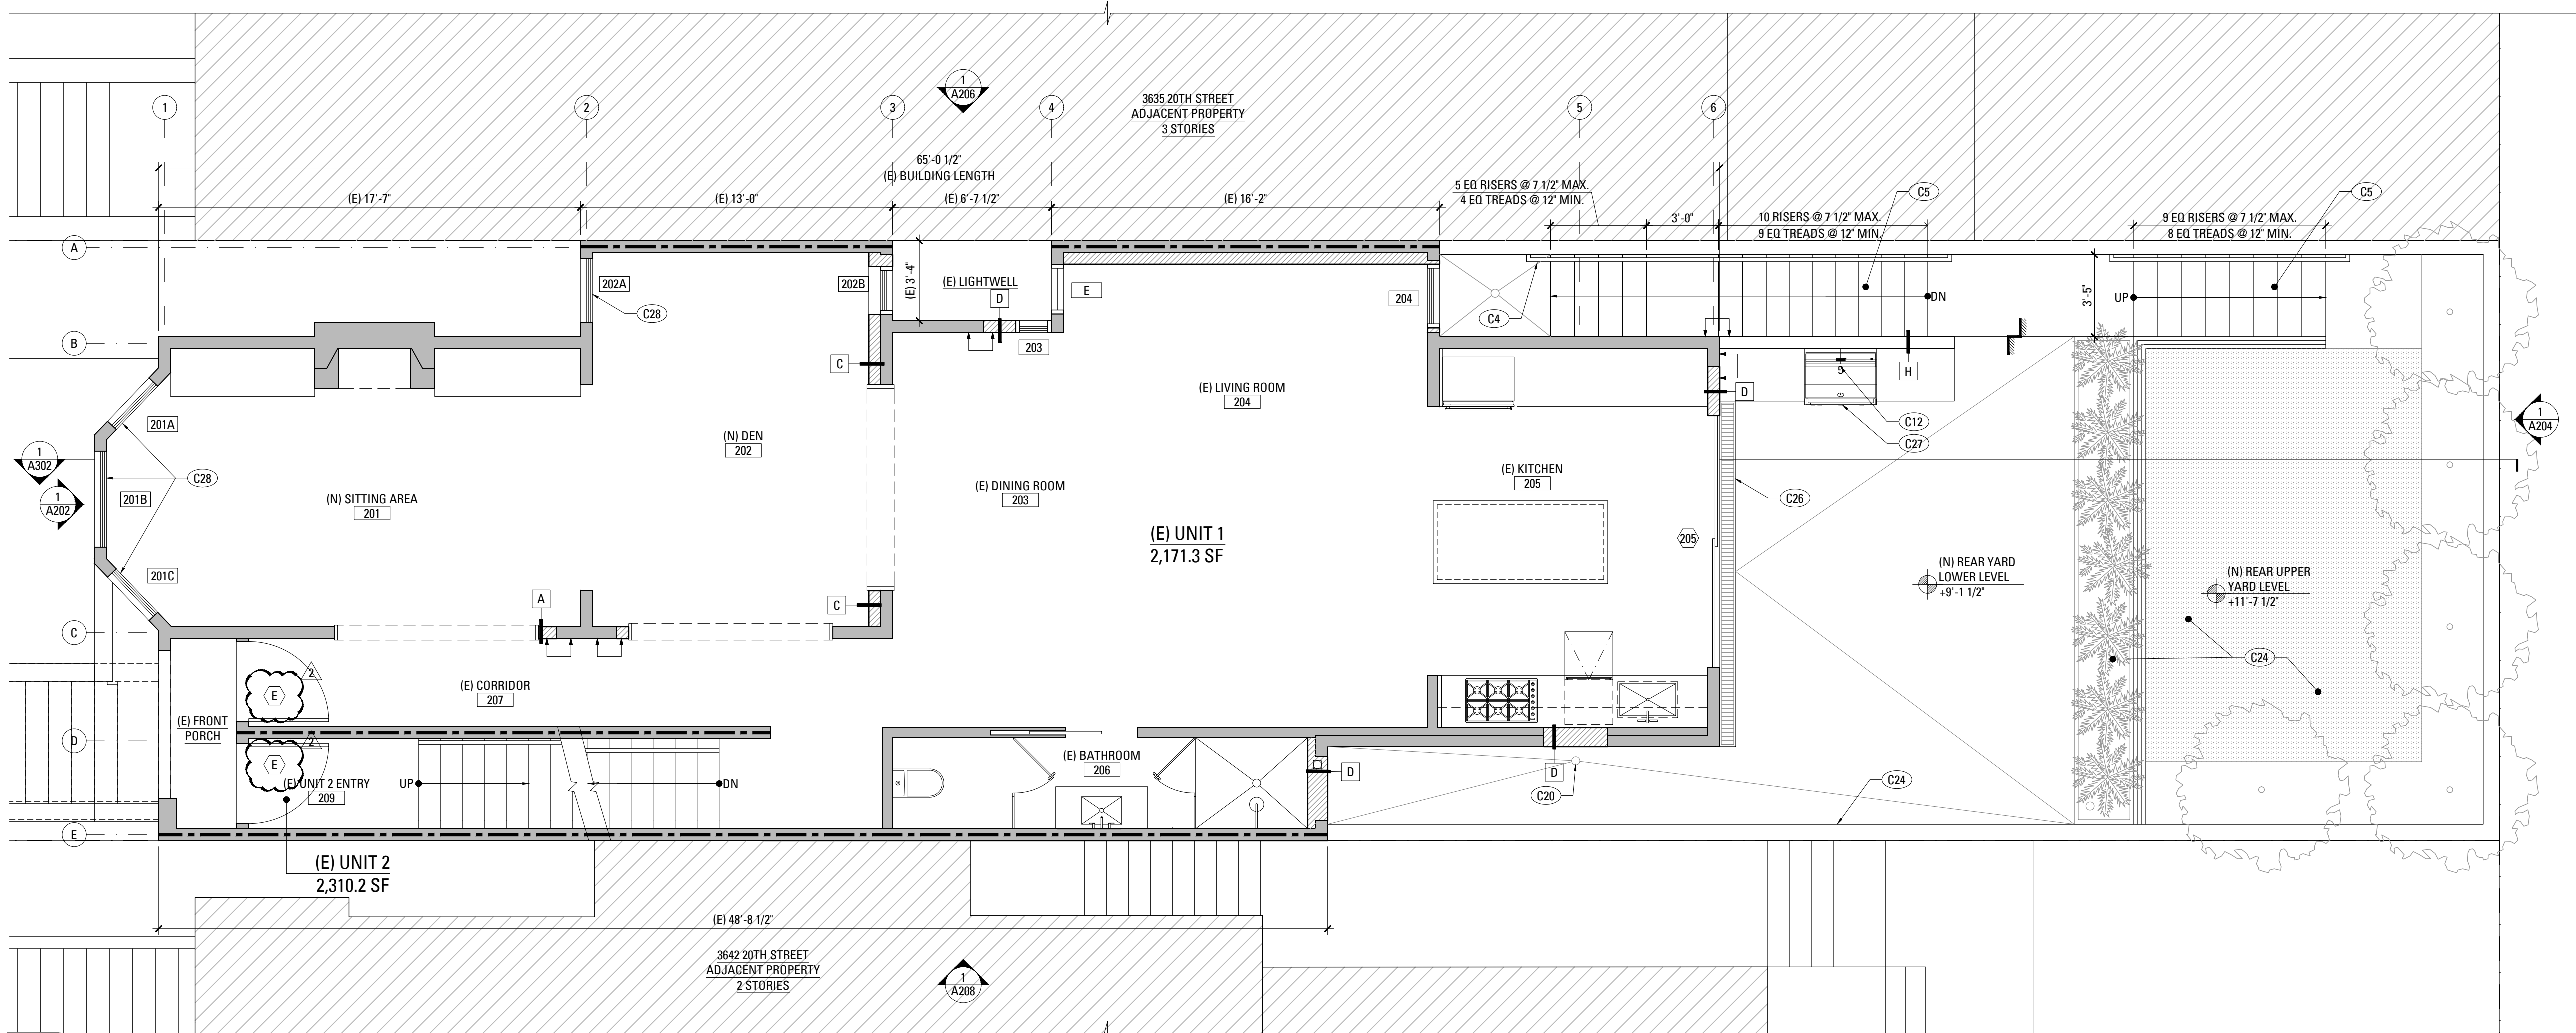 1
A206
3635 20TH STREET
ADJACENT PROPERTY
3 STORIES
1
2
3
4
5
6
65'-0 1/2"
(E) BUILDING LENGTH
(E) 17'-7"
(E) 13'-0"
(E) 6'-7 1/2"
(E) 16'-2"
5 EQ RISERS @ 7 1/2" MAX.
4 EQ TREADS @ 12" MIN.
3'-0"
10 RISERS @ 7 1/2" MAX.
9 EQ TREADS @ 12" MIN.
C5
9 EQ RISERS @ 7 1/2" MAX.
8 EQ TREADS @ 12" MIN.
C5
A
B
C
D
E
202A
C28
202B
(E) 3'-4"
(E) LIGHTWELL
D
E
203
204
C4
DN
3'-5"
UP
C
H
D
C12
C27
201A
201B
201C
C28
1
A302
1
A202
(N) SITTING AREA
201
(N) DEN
202
(E) LIVING ROOM
204
(E) DINING ROOM
203
(E) UNIT 1
2,171.3 SF
(E) KITCHEN
205
205
C26
1
A204
(N) REAR YARD
LOWER LEVEL
+9'-1 1/2"
(N) REAR UPPER
YARD LEVEL
+11'-7 1/2"
C24
A
C
2
E
(E) CORRIDOR
207
(E) FRONT
PORCH
2
E
(E) UNIT 2 ENTRY
209
UP
DN
(E) BATHROOM
206
D
D
C20
C24
(E) UNIT 2
2,310.2 SF
(E) 48'-8 1/2"
3642 20TH STREET
ADJACENT PROPERTY
2 STORIES
1
A208